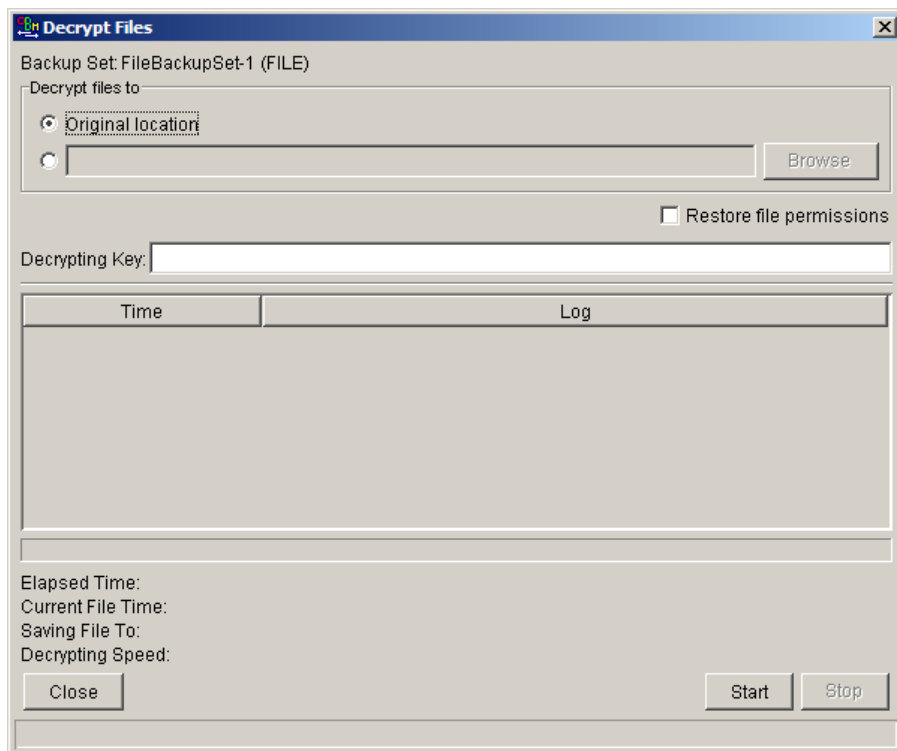 OBM Decrypt Files
Backup Set: FileBackupSet-1 (FILE)
Decrypt files to
Original location
Browse
Restore file permissions
Decrypting Key:
Time Log
Elapsed Time:
Current File Time:
Saving File To:
Decrypting Speed:
Close Start Stop